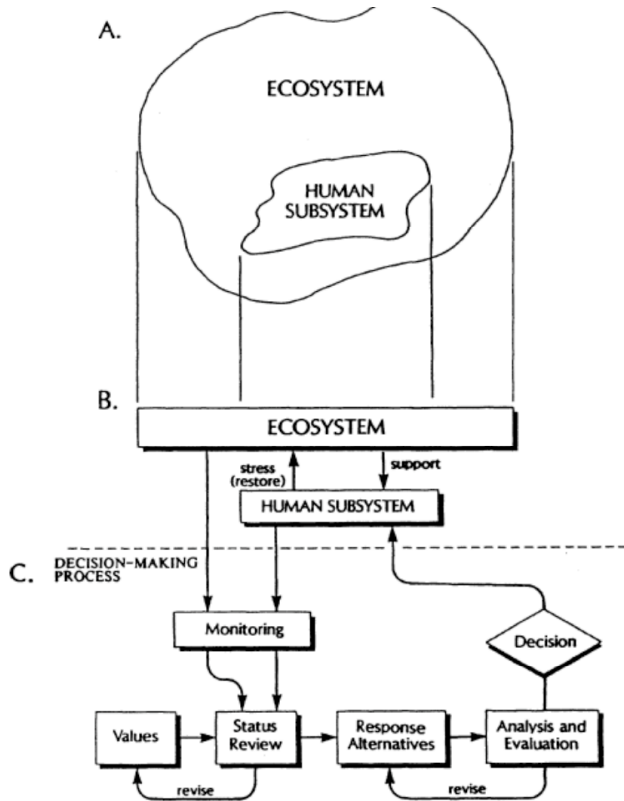 A.
ECOSYSTEM
HUMAN
SUBSYSTEM
B.
ECOSYSTEM
stress
(restore)
support
HUMAN SUBSYSTEM
C.
DECISION-MAKING
PROCESS
Monitoring
Decision
Values
Status
Review
Response
Alternatives
Analysis and
Evaluation
revise
revise